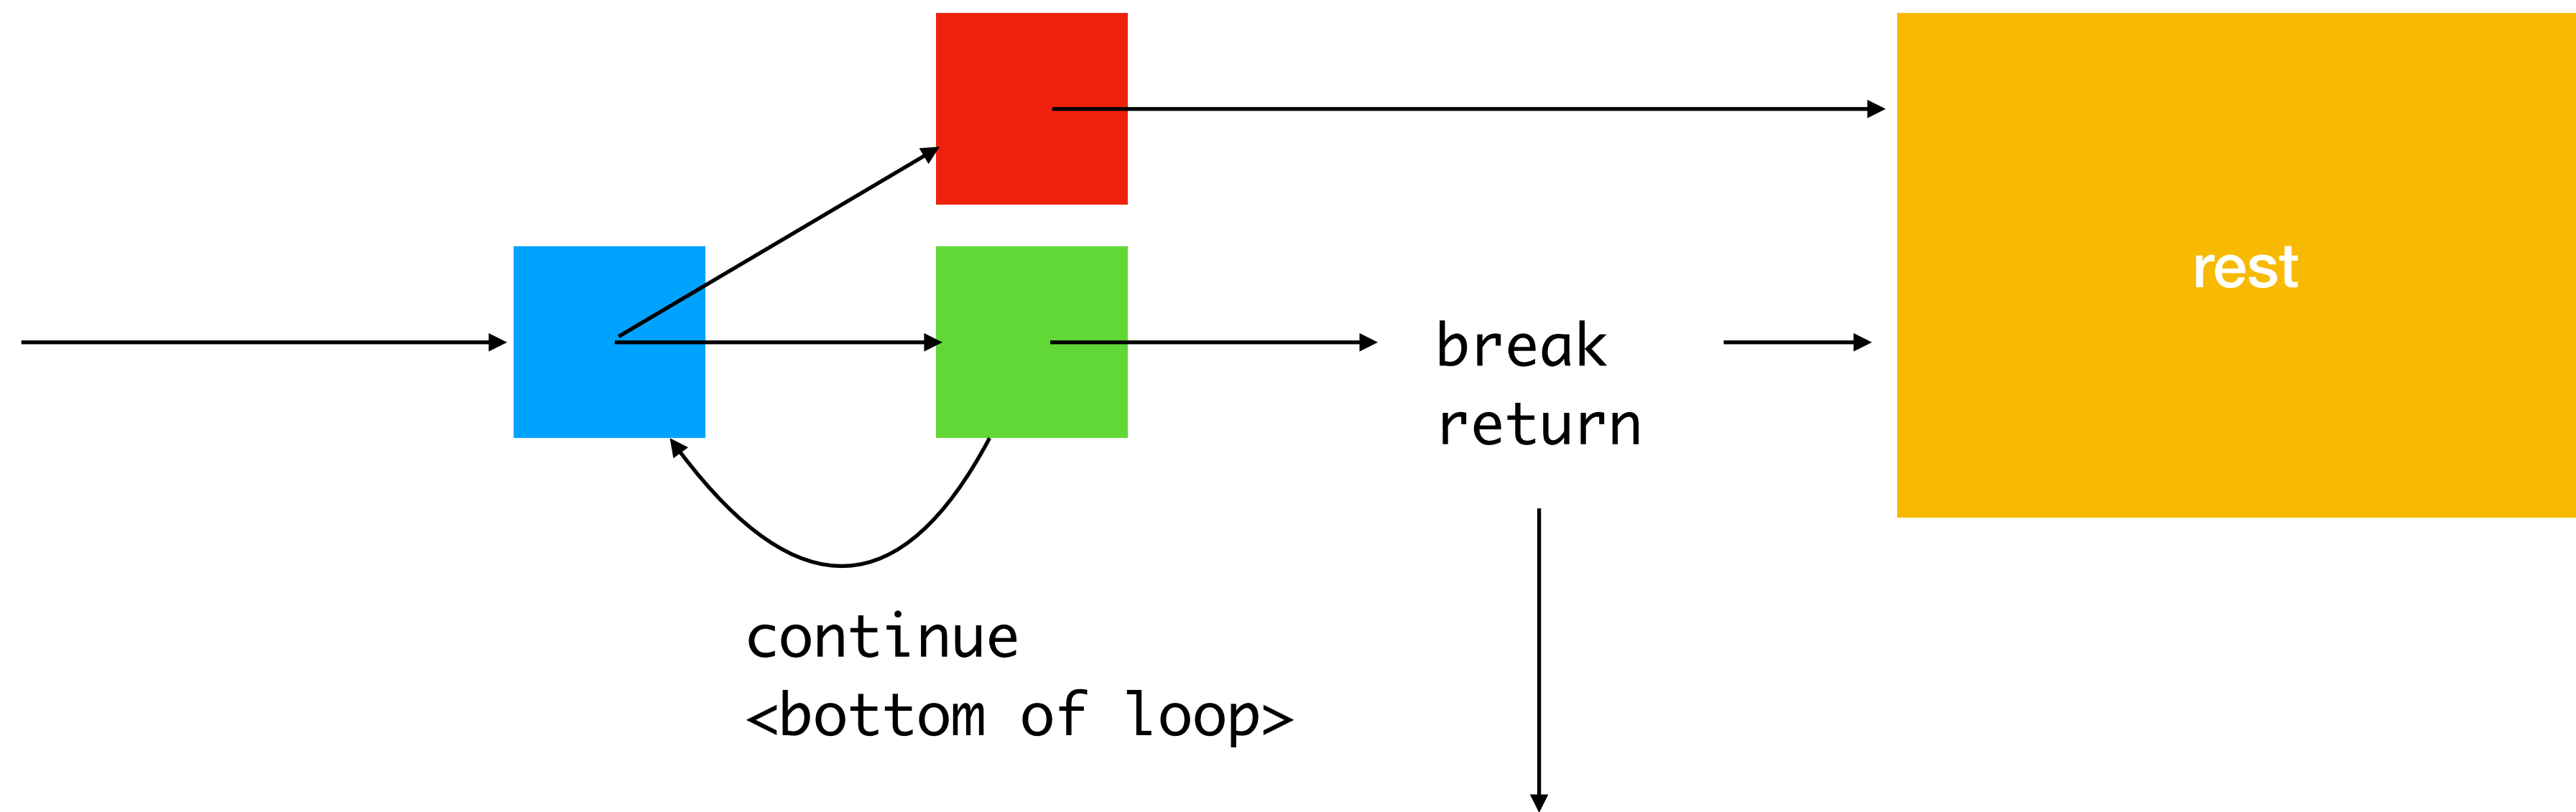 rest
break
return
continue
<bottom of loop>